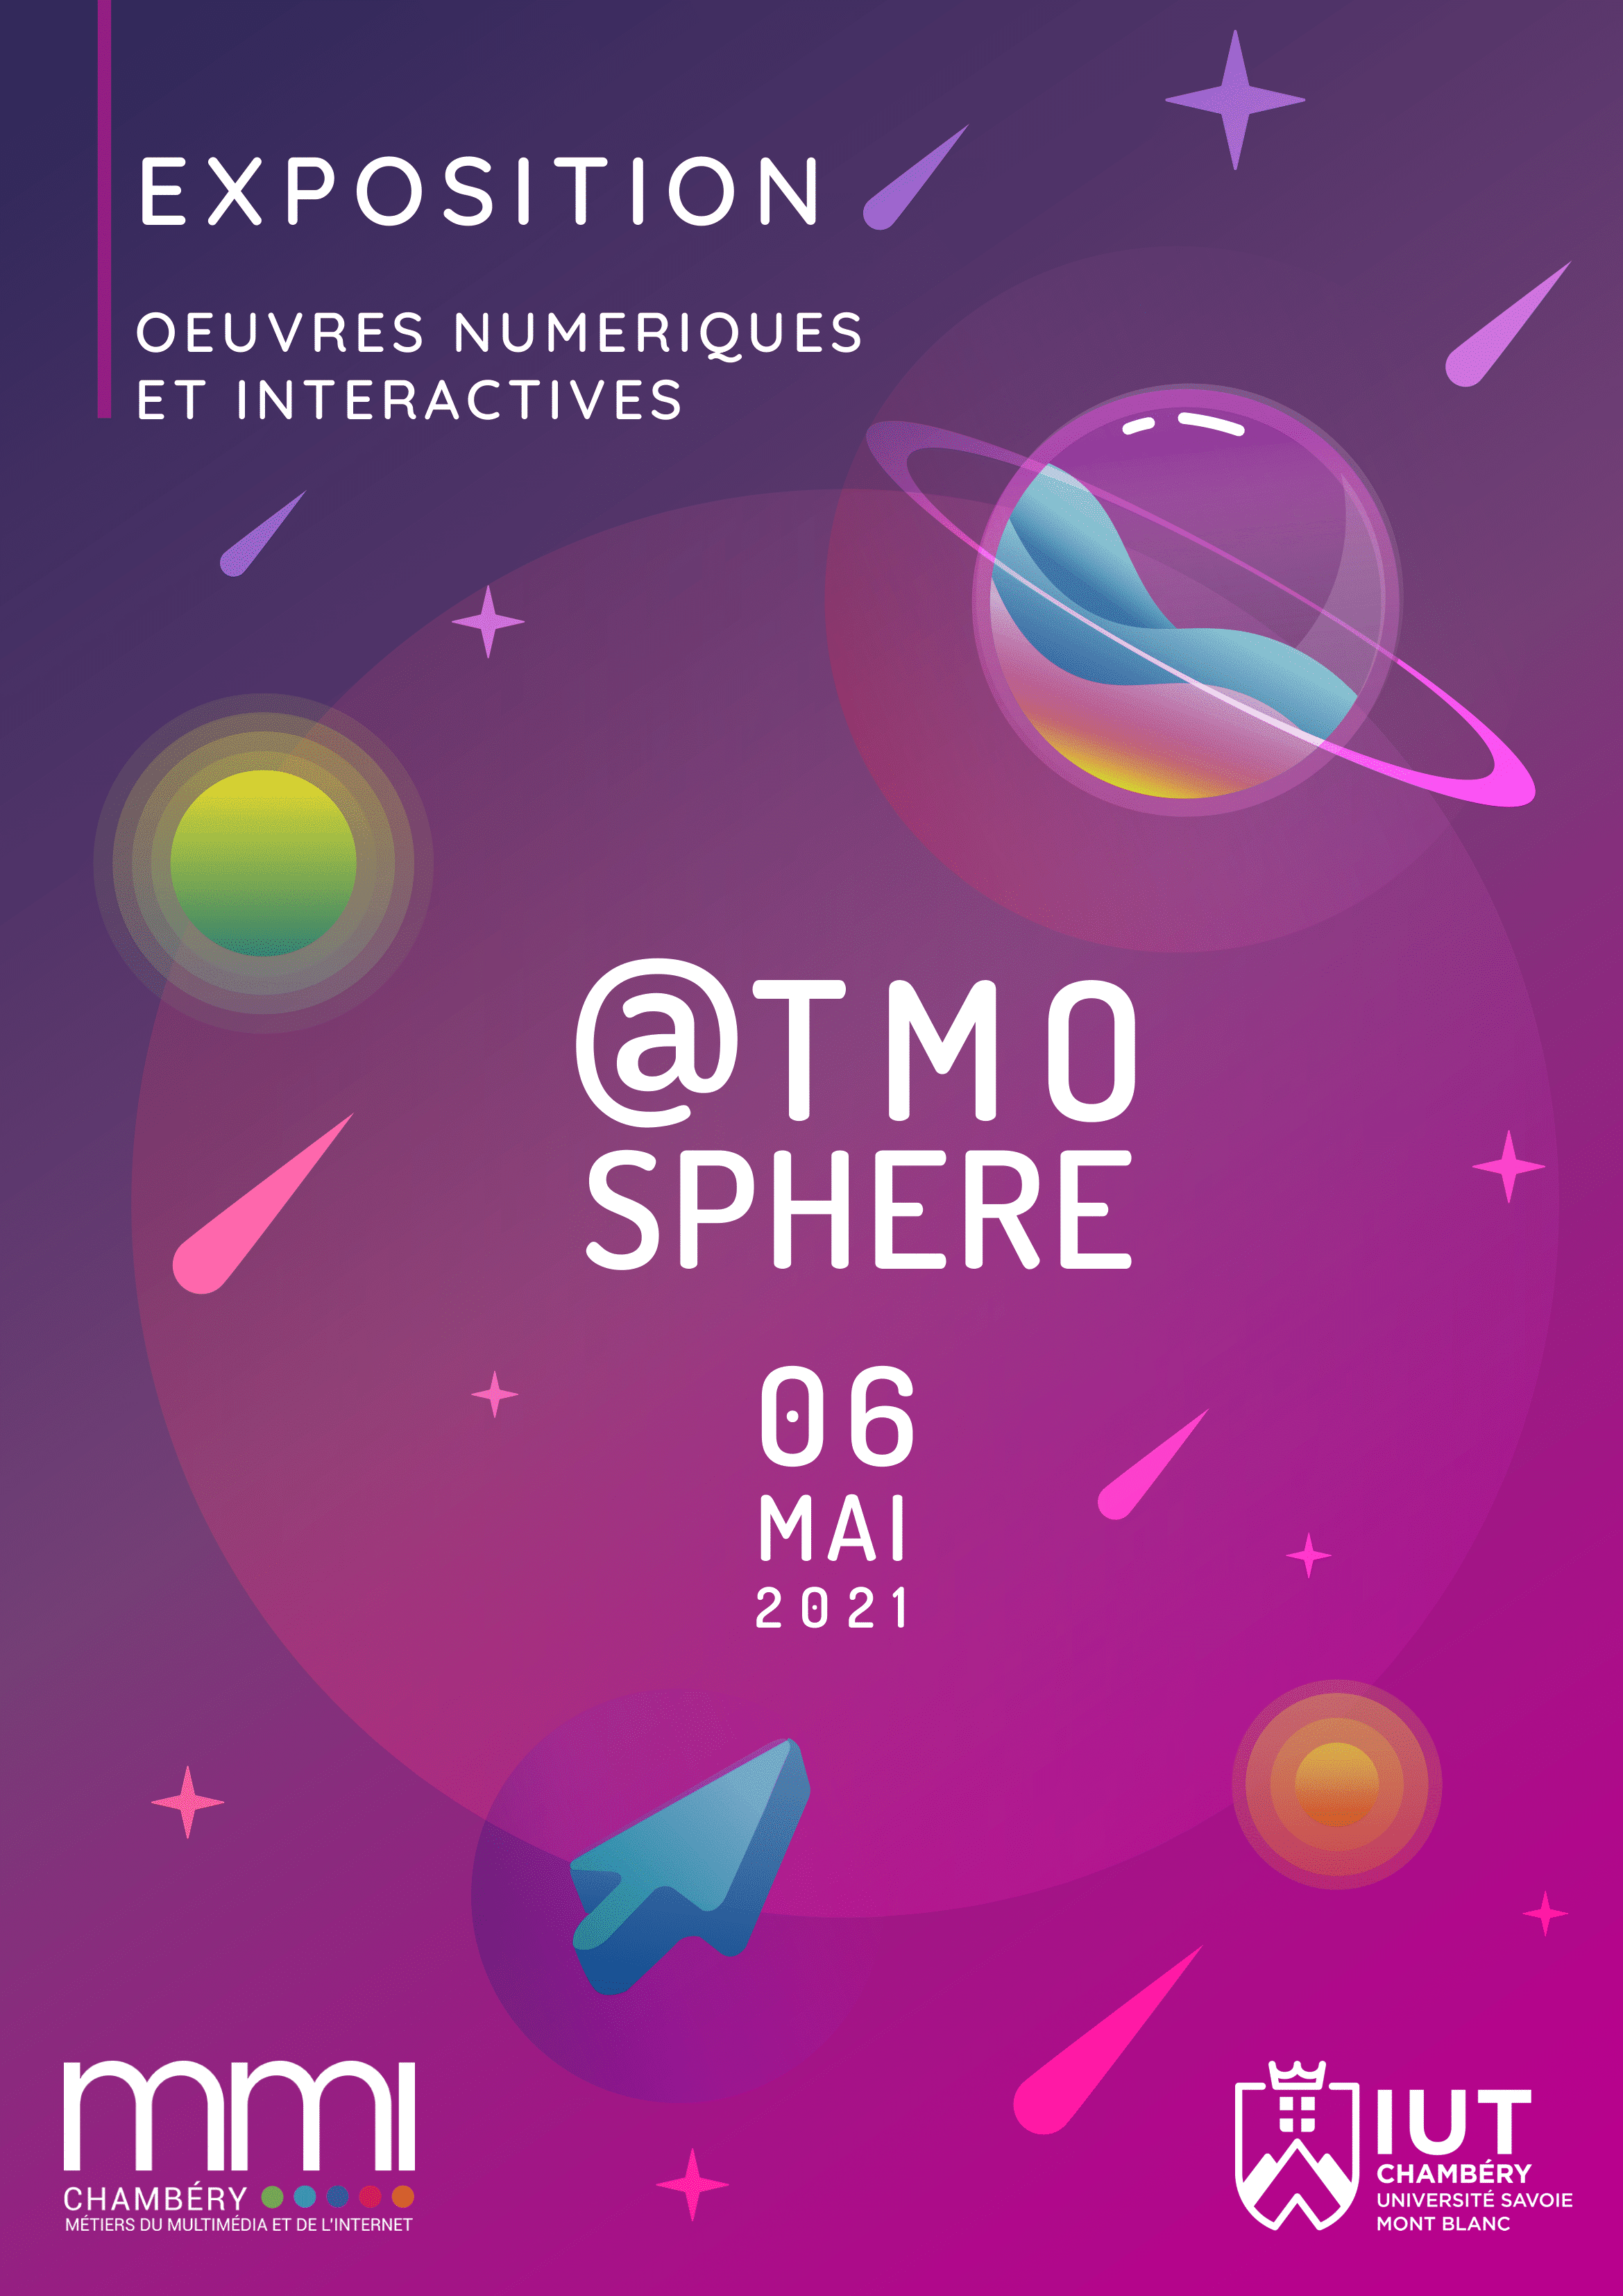 EXPOSITION
OEUVRES NUMERIQUES
ET INTERACTIVES
@TMO
SPHERE
06
MAI
2021
mmi
CHAMBÉRY
MÉTIERS DU MULTIMÉDIA ET DE L'INTERNET
IUT
CHAMBÉRY
UNIVERSITÉ SAVOIE
MONT BLANC